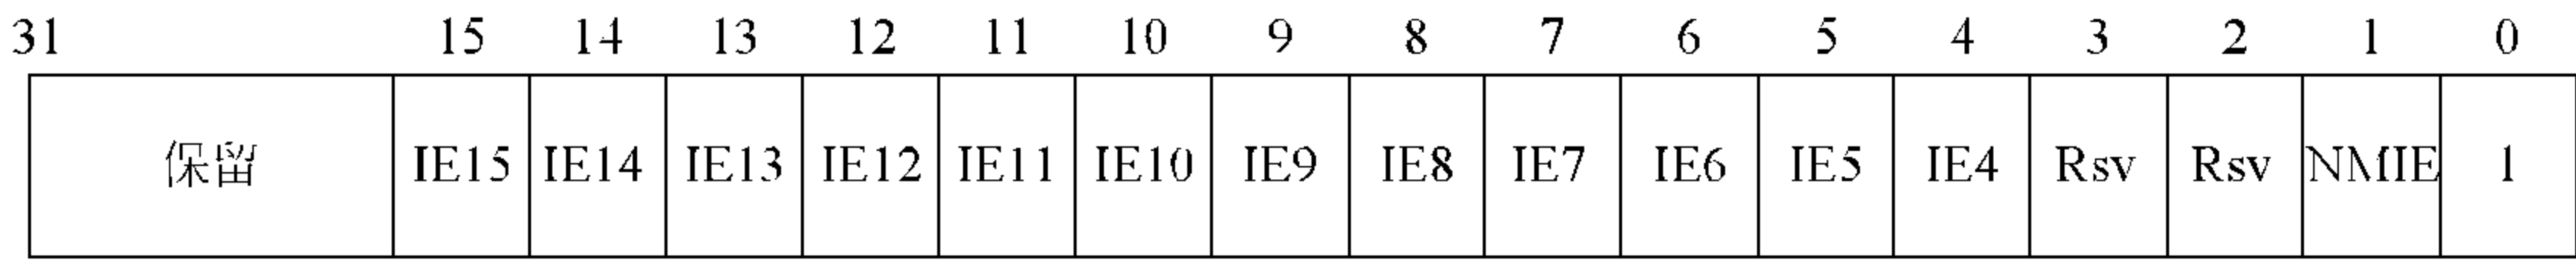 31 15 14 13 12 11 10 9 8 7 6 5 4 3 2 1 0
保留 IE15 IE14 IE13 IE12 IE11 IE10 IE9 IE8 IE7 IE6 IE5 IE4 Rsv Rsv NMIE 1